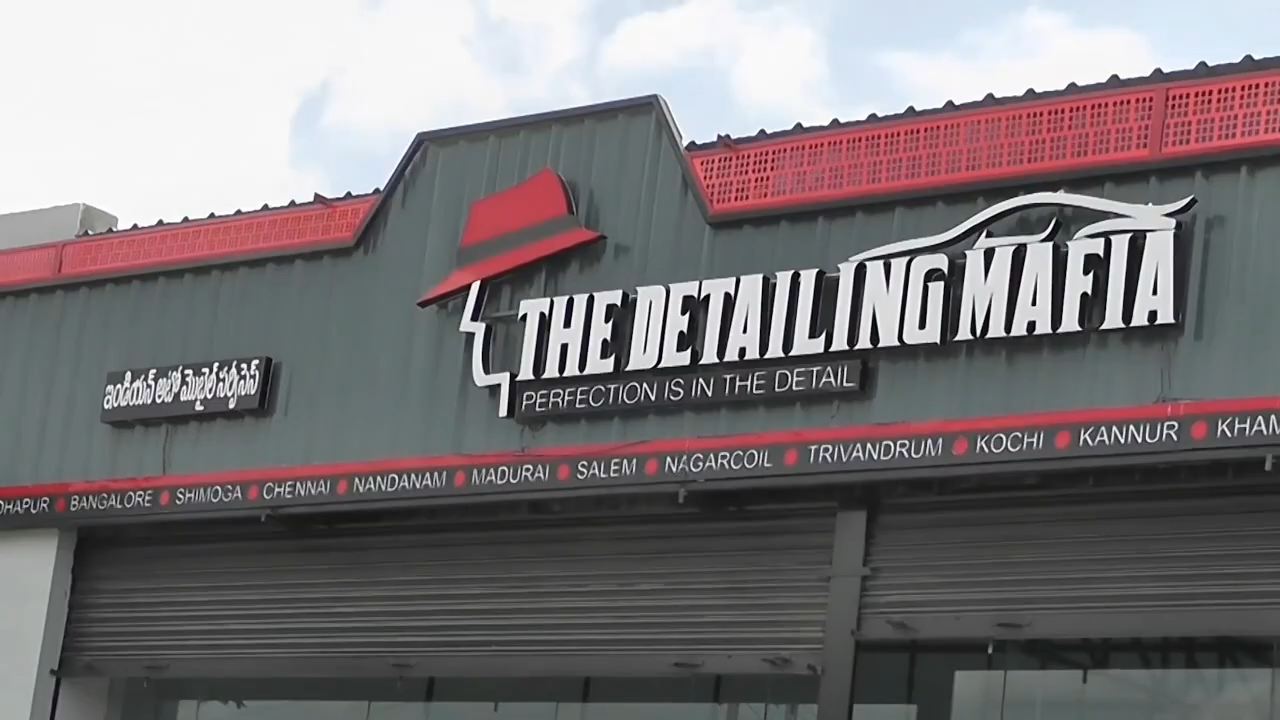 THE DETAILING MAFIA
PERFECTION IS IN THE DETAIL
ఇండియన్ ఆటో మొబైల్ సర్వీసెస్
BANGALORE ● SHIMOGA ● CHENNAI ● NANDANAM ● MADURAI ● SALEM ● NAGARCOIL ● TRIVANDRUM ● KOCHI ● KANNUR ●